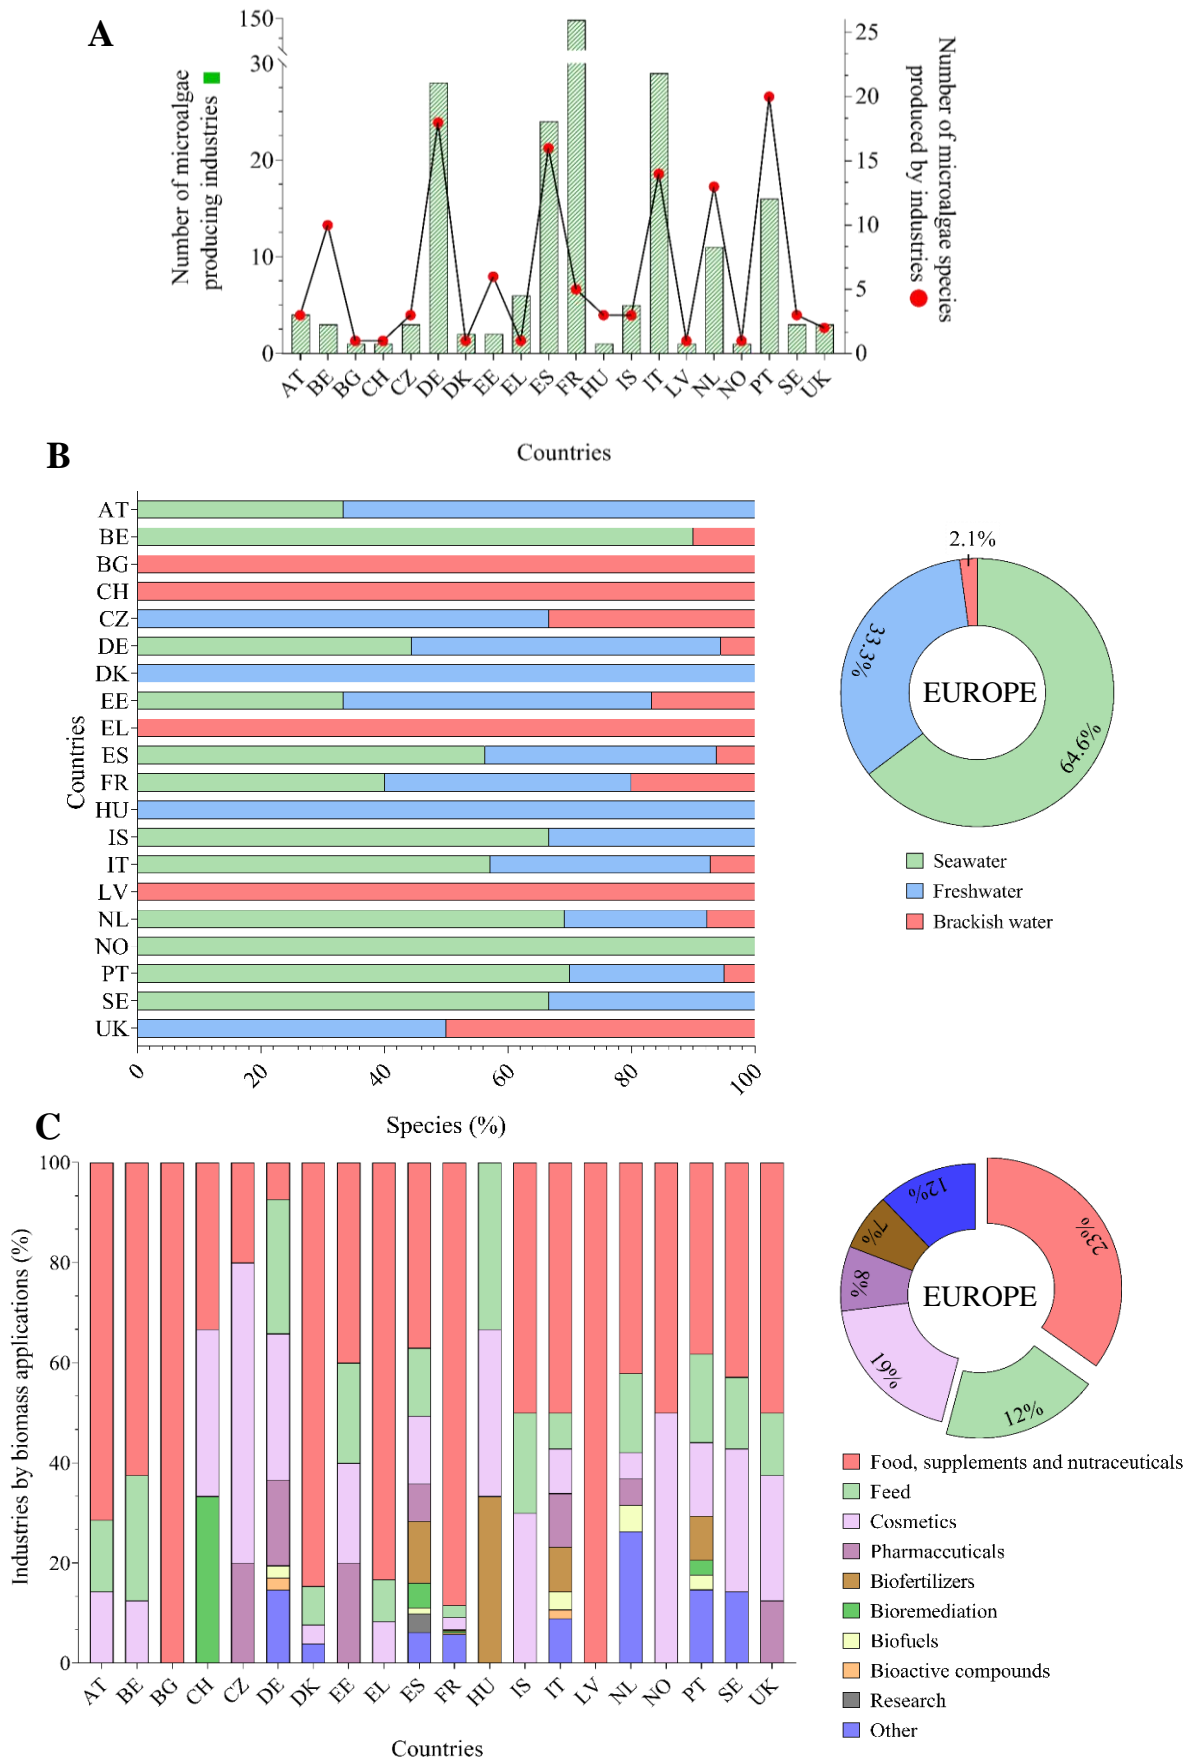 A
Number of microalgae
producing industries
150
30
20
10
0
25
20
15
10
5
0
Number of microalgae species
produced by industries
AT
BE
BG
CH
CZ
DE
DK
EE
EL
ES
FR
HU
IS
IT
LV
NL
NO
PT
SE
UK
Countries
B
Countries
AT
BE
BG
CH
CZ
DE
DK
EE
EL
ES
FR
HU
IS
IT
LV
NL
NO
PT
SE
UK
0
20
40
60
80
100
Species (%)
2.1%
33.3%
64.6%
EUROPE
Seawater
Freshwater
Brackish water
C
Industries by biomass applications (%)
100
80
60
40
20
0
AT
BE
BG
CH
CZ
DE
DK
EE
EL
ES
FR
HU
IS
IT
LV
NL
NO
PT
SE
UK
Countries
12%
7%
8%
19%
12%
23%
EUROPE
Food, supplements and nutraceuticals
Feed
Cosmetics
Pharmaccuticals
Biofertilizers
Bioremediation
Biofuels
Bioactive compounds
Research
Other